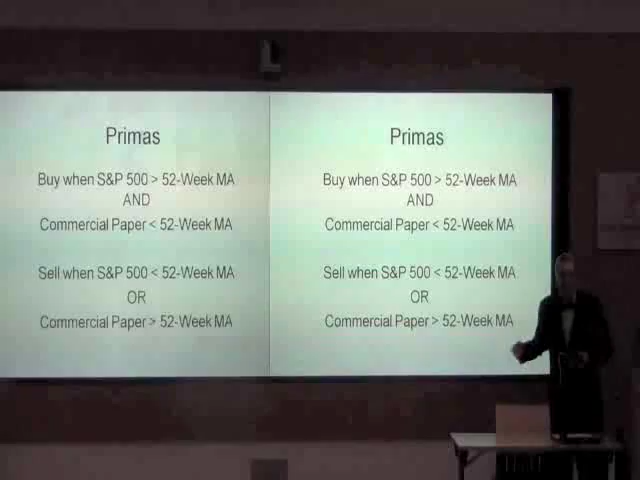 Primas
Buy when S&P 500 > 52-Week MA
AND
Commercial Paper < 52-Week MA
Sell when S&P 500 < 52-Week MA
OR
Commercial Paper > 52-Week MA
Primas
Buy when S&P 500 > 52-Week MA
AND
Commercial Paper < 52-Week MA
Sell when S&P 500 < 52-Week MA
OR
Commercial Paper > 52-Week MA